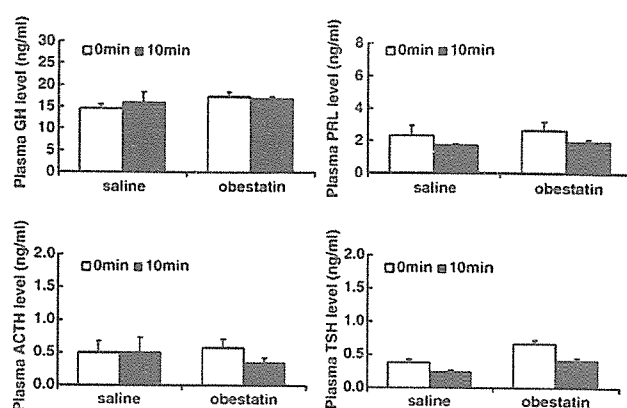 Plasma GH level (ng/ml)
30
25
20
15
10
5
0
0min 10min
saline obestatin
Plasma PRL level (ng/ml)
8
6
4
2
0
0min 10min
saline obestatin
Plasma ACTH level (ng/ml)
2.0
1.5
1.0
0.5
0.0
0min 10min
saline obestatin
Plasma TSH level (ng/ml)
2.0
1.5
1.0
0.5
0.0
0min 10min
saline obestatin